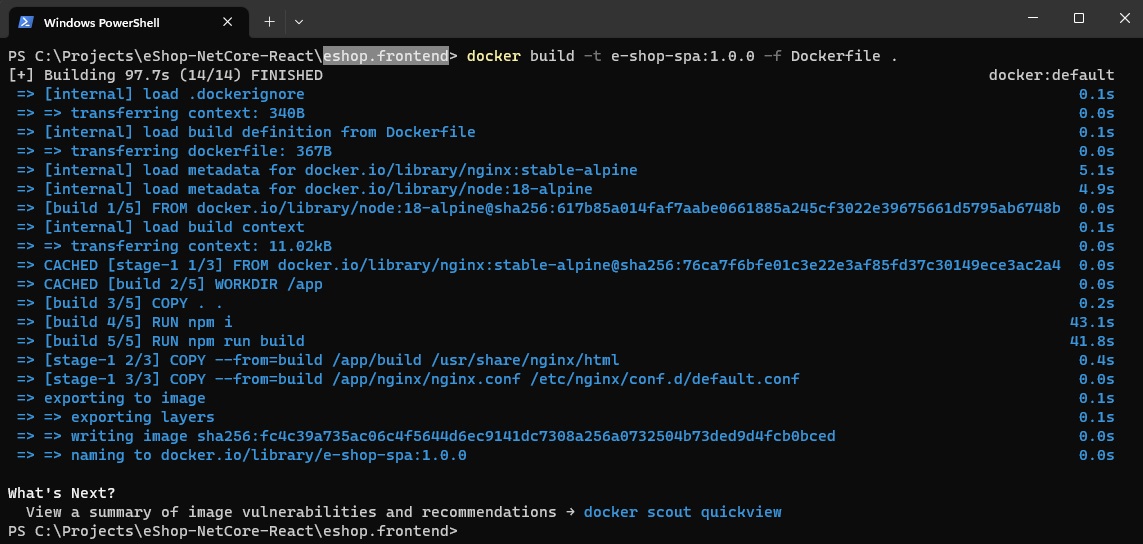 Windows PowerShell
PS C:\Projects\eShop-NetCore-React\eshop.frontend> docker build -t e-shop-spa:1.0.0 -f Dockerfile .
[+] Building 97.7s (14/14) FINISHED docker:default
=> [internal] load .dockerignore 0.1s
=> => transferring context: 340B 0.0s
=> [internal] load build definition from Dockerfile 0.1s
=> => transferring dockerfile: 367B 0.0s
=> [internal] load metadata for docker.io/library/nginx:stable-alpine 5.1s
=> [internal] load metadata for docker.io/library/node:18-alpine 4.9s
=> [build 1/5] FROM docker.io/library/node:18-alpine@sha256:617b85a014faf7aabe0661885a245cf3022e39675661d5795ab6748b 0.0s
=> [internal] load build context 0.1s
=> => transferring context: 11.02kB 0.0s
=> CACHED [stage-1 1/3] FROM docker.io/library/nginx:stable-alpine@sha256:76ca7f6bfe01c3e22e3af85fd37c30149ece3ac2a4 0.0s
=> CACHED [build 2/5] WORKDIR /app 0.0s
=> [build 3/5] COPY . . 0.2s
=> [build 4/5] RUN npm i 43.1s
=> [build 5/5] RUN npm run build 41.8s
=> [stage-1 2/3] COPY --from=build /app/build /usr/share/nginx/html 0.4s
=> [stage-1 3/3] COPY --from=build /app/nginx/nginx.conf /etc/nginx/conf.d/default.conf 0.0s
=> exporting to image 0.1s
=> => exporting layers 0.1s
=> => writing image sha256:fc4c39a735ac06c4f5644d6ec9141dc7308a256a0732504b73ded9d4fcb0bced 0.0s
=> => naming to docker.io/library/e-shop-spa:1.0.0 0.0s
What's Next?
View a summary of image vulnerabilities and recommendations → docker scout quickview
PS C:\Projects\eShop-NetCore-React\eshop.frontend>